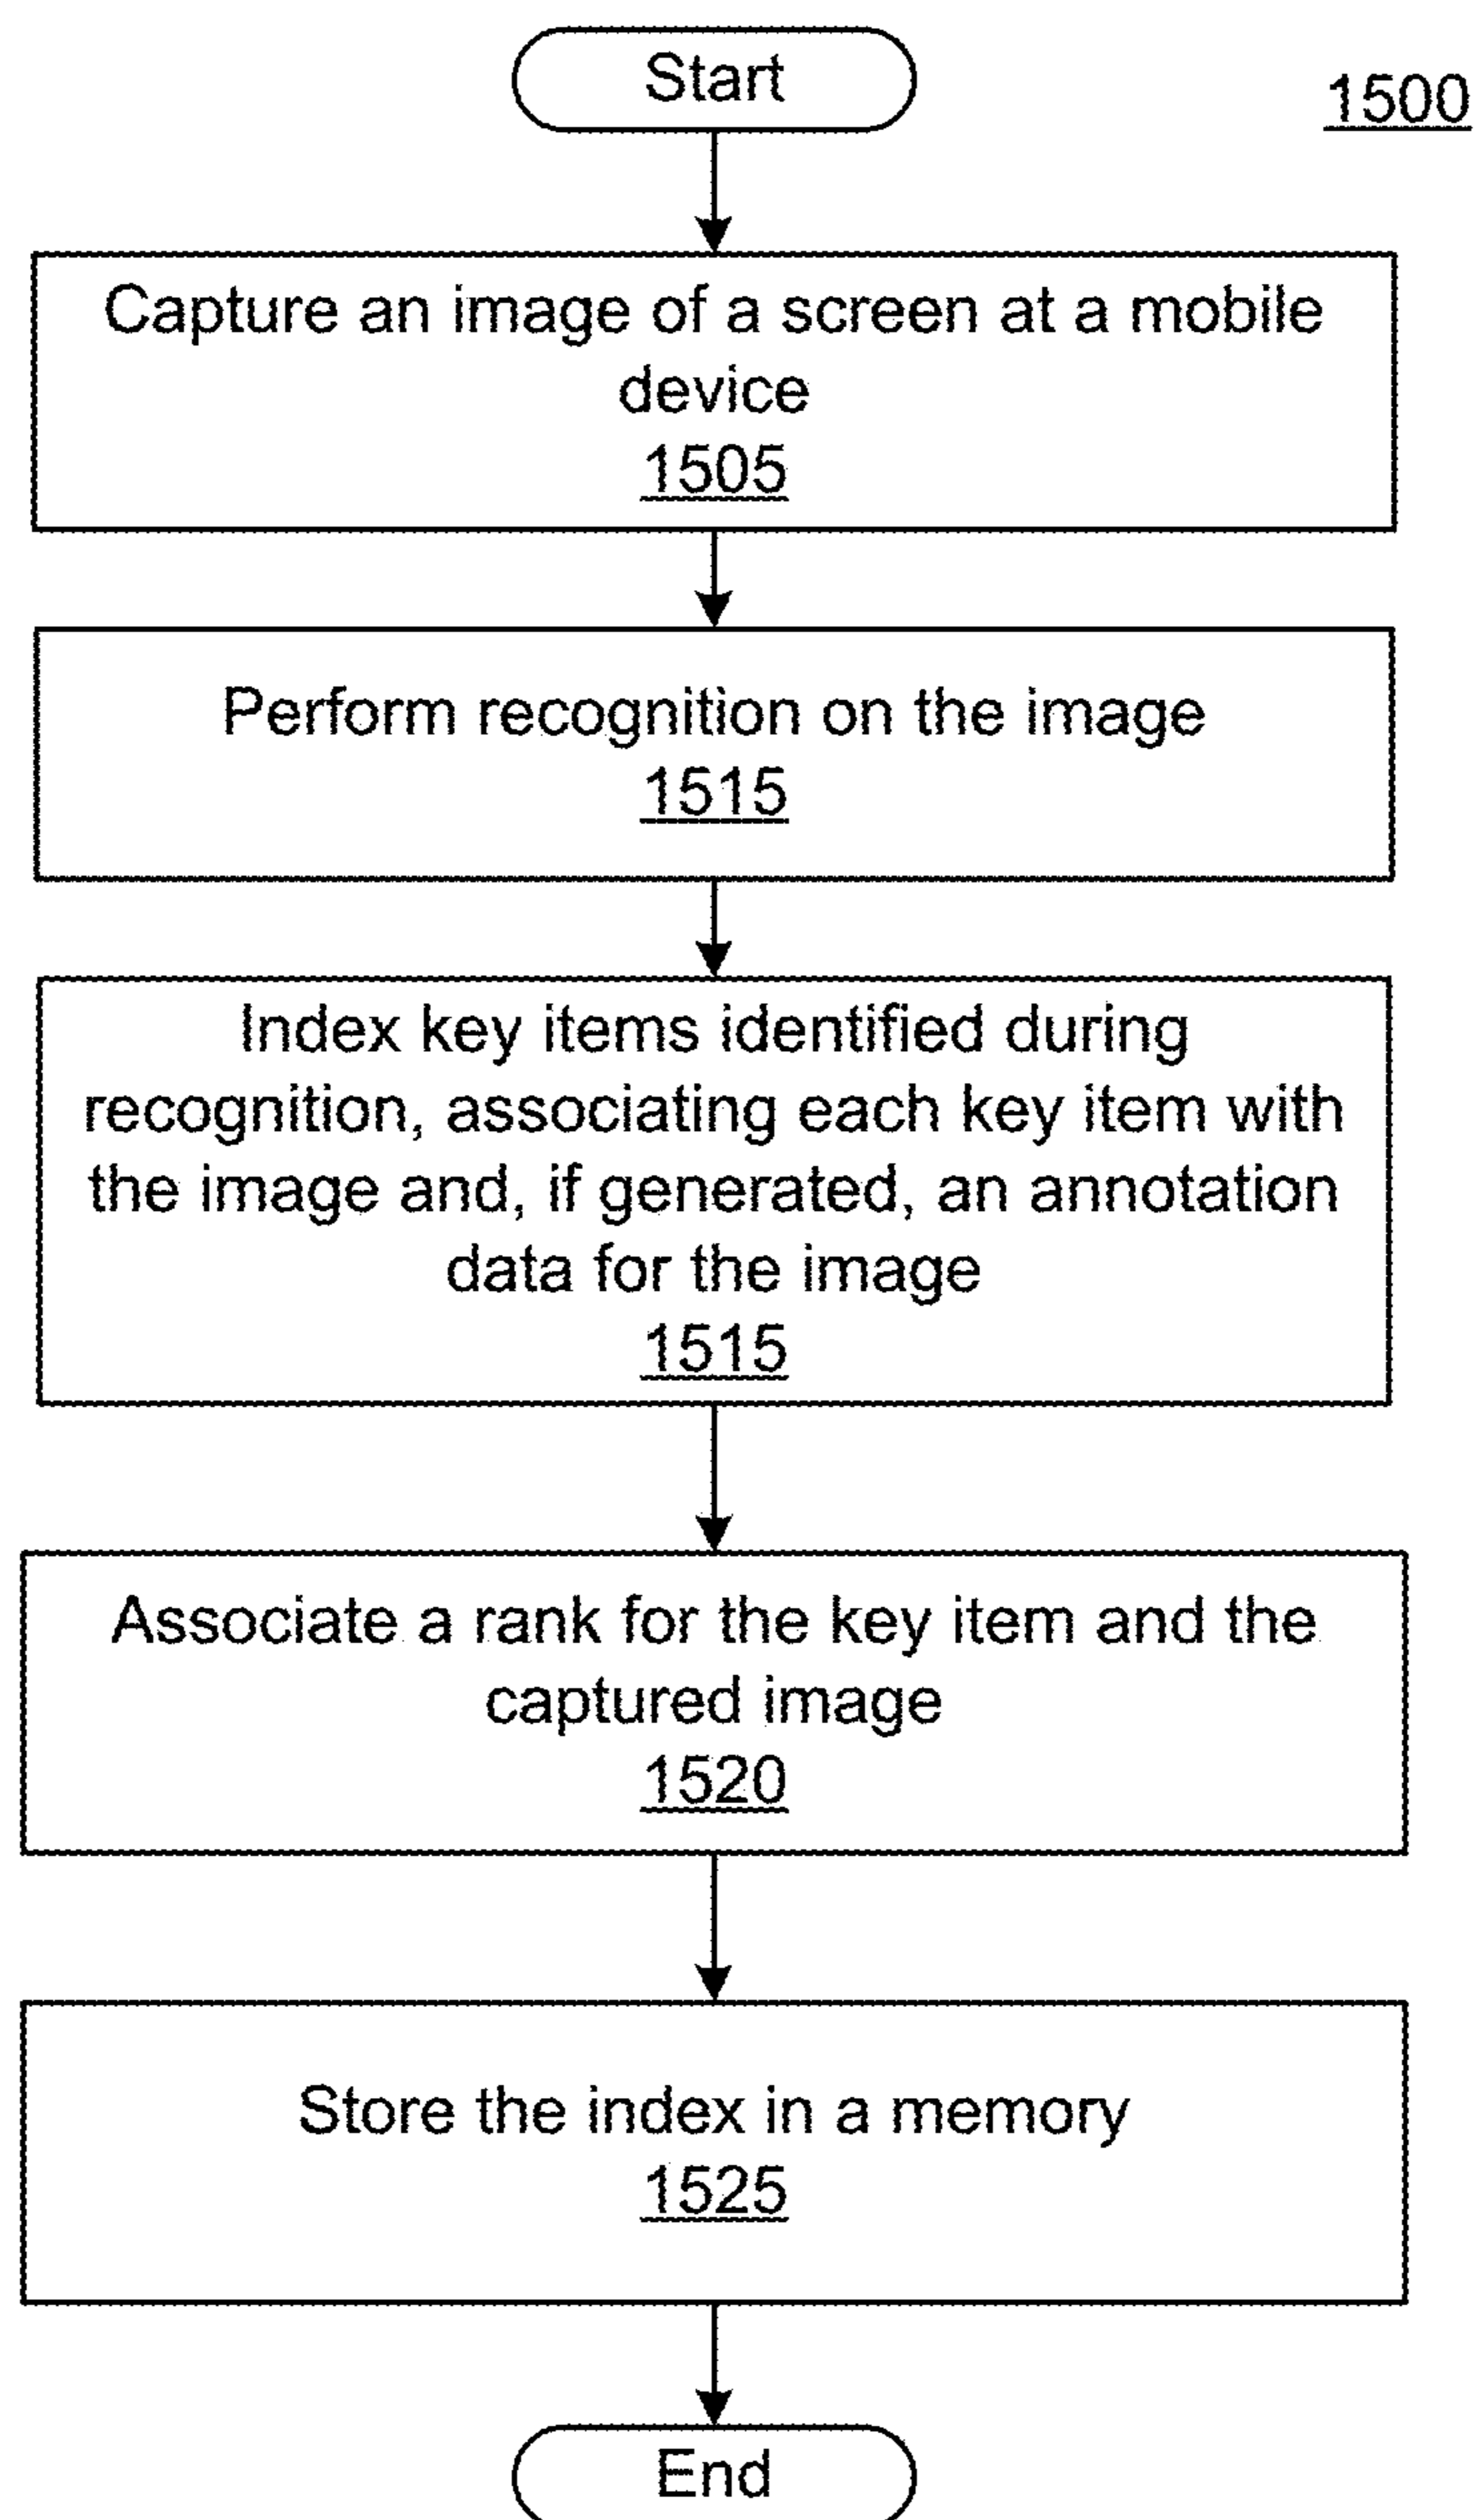 Start
1500
Capture an image of a screen at a mobile
device
1505
Perform recognition on the image
1515
Index key items identified during
recognition, associating each key item with
the image and, if generated, an annotation
data for the image
1515
Associate a rank for the key item and the
captured image
1520
Store the index in a memory
1525
End